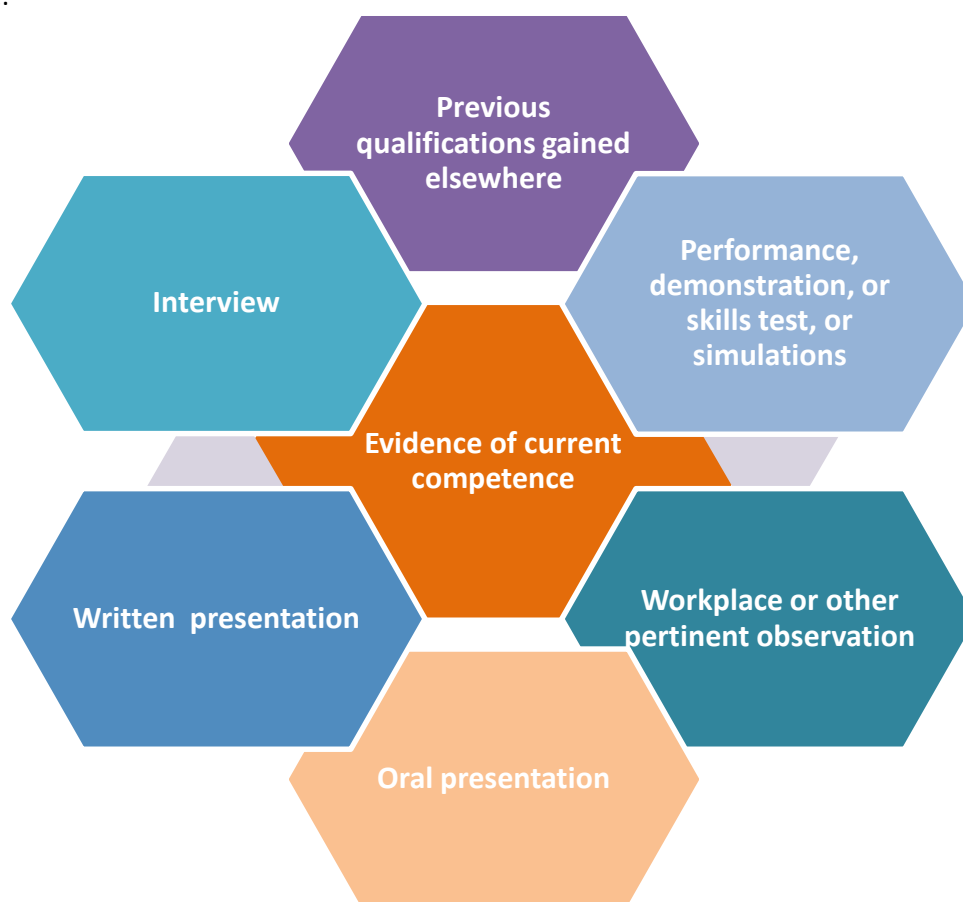 .
Previous
qualifications gained
elsewhere
Interview
Performance,
demonstration, or
skills test, or
simulations
Evidence of current
competence
Written  presentation
Workplace or other
pertinent observation
Oral presentation